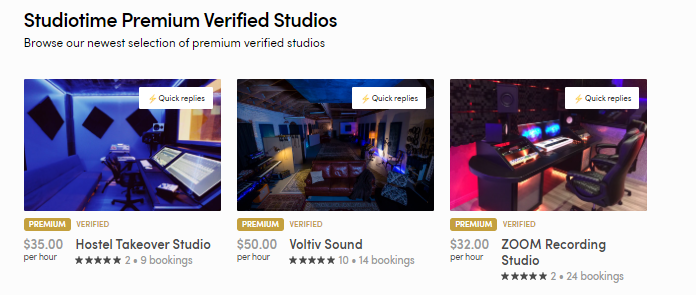 Studiotime Premium Verified Studios
Browse our newest selection of premium verified studios
⚡ Quick replies
⚡ Quick replies
⚡ Quick replies
PREMIUM VERIFIED
$35.00 Hostel Takeover Studio
per hour ★★★★★ 2 • 9 bookings
PREMIUM VERIFIED
$50.00 Voltiv Sound
per hour ★★★★★ 10 • 14 bookings
PREMIUM VERIFIED
$32.00 ZOOM Recording
per hour Studio
★★★★★ 2 • 24 bookings